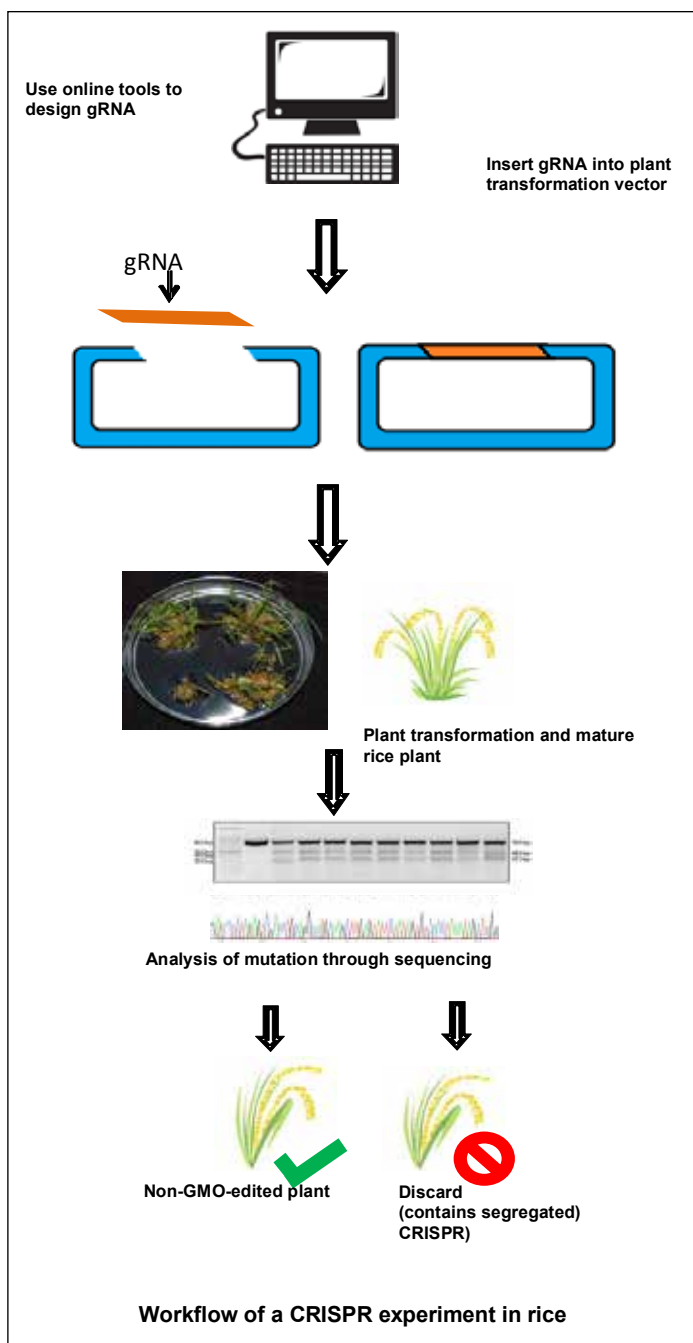 Use online tools to
design gRNA
Insert gRNA into plant
transformation vector
gRNA
Plant transformation and mature
rice plant
Analysis of mutation through sequencing
Non-GMO-edited plant
Discard
(contains segregated)
CRISPR)
Workflow of a CRISPR experiment in rice